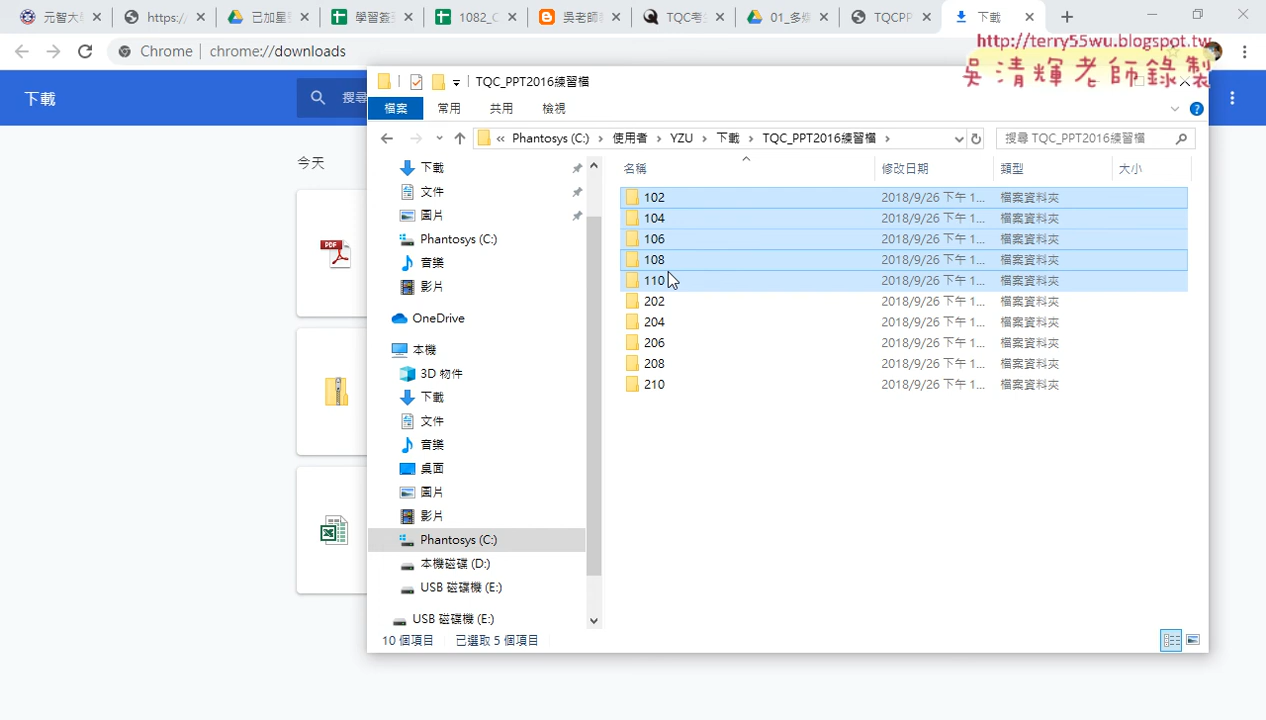 元智大
https:/
已加星
學習簽
1082_C
吳老師
TQC考
01_多
TQCPP
下載
Chrome
chrome://downloads
http://terry55wu.blogspot.tw
吳清輝老師錄製
下載
搜尋
今天
PDF
TQC_PPT2016練習檔
檔案
常用
共用
檢視
« Phantosys (C:) › 使用者 › YZU › 下載 › TQC_PPT2016練習檔 ›
搜尋 TQC_PPT2016練習檔
下載
文件
圖片
Phantosys (C:)
音樂
影片
OneDrive
本機
3D 物件
下載
文件
音樂
桌面
圖片
影片
Phantosys (C:)
本機磁碟 (D:)
USB 磁碟機 (E:)
USB 磁碟機 (E:)
名稱 修改日期 類型 大小
102 2018/9/26 下午 1... 檔案資料夾
104 2018/9/26 下午 1... 檔案資料夾
106 2018/9/26 下午 1... 檔案資料夾
108 2018/9/26 下午 1... 檔案資料夾
110 2018/9/26 下午 1... 檔案資料夾
202 2018/9/26 下午 1... 檔案資料夾
204 2018/9/26 下午 1... 檔案資料夾
206 2018/9/26 下午 1... 檔案資料夾
208 2018/9/26 下午 1... 檔案資料夾
210 2018/9/26 下午 1... 檔案資料夾
10 個項目 已選取 5 個項目